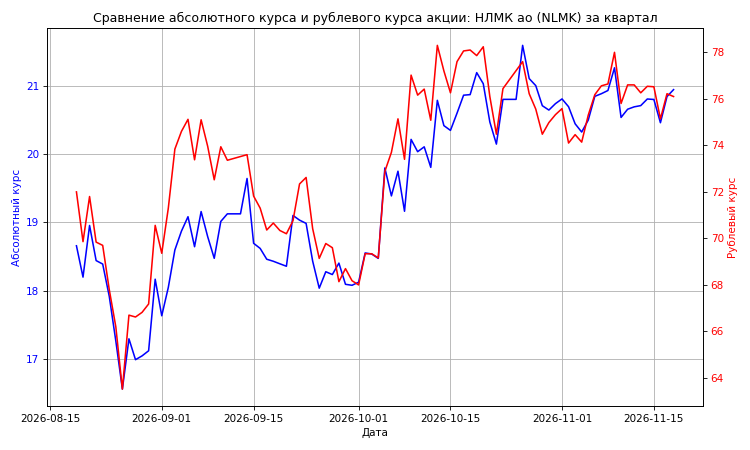 Сравнение абсолютного курса и рублевого курса акции: НЛМК ао (NLMK) за квартал
21
20
19
18
17
Абсолютный курс
78
76
74
72
70
68
66
64
Рублевый курс
2026-08-15 2026-09-01 2026-09-15 2026-10-01 2026-10-15 2026-11-01 2026-11-15
Дата